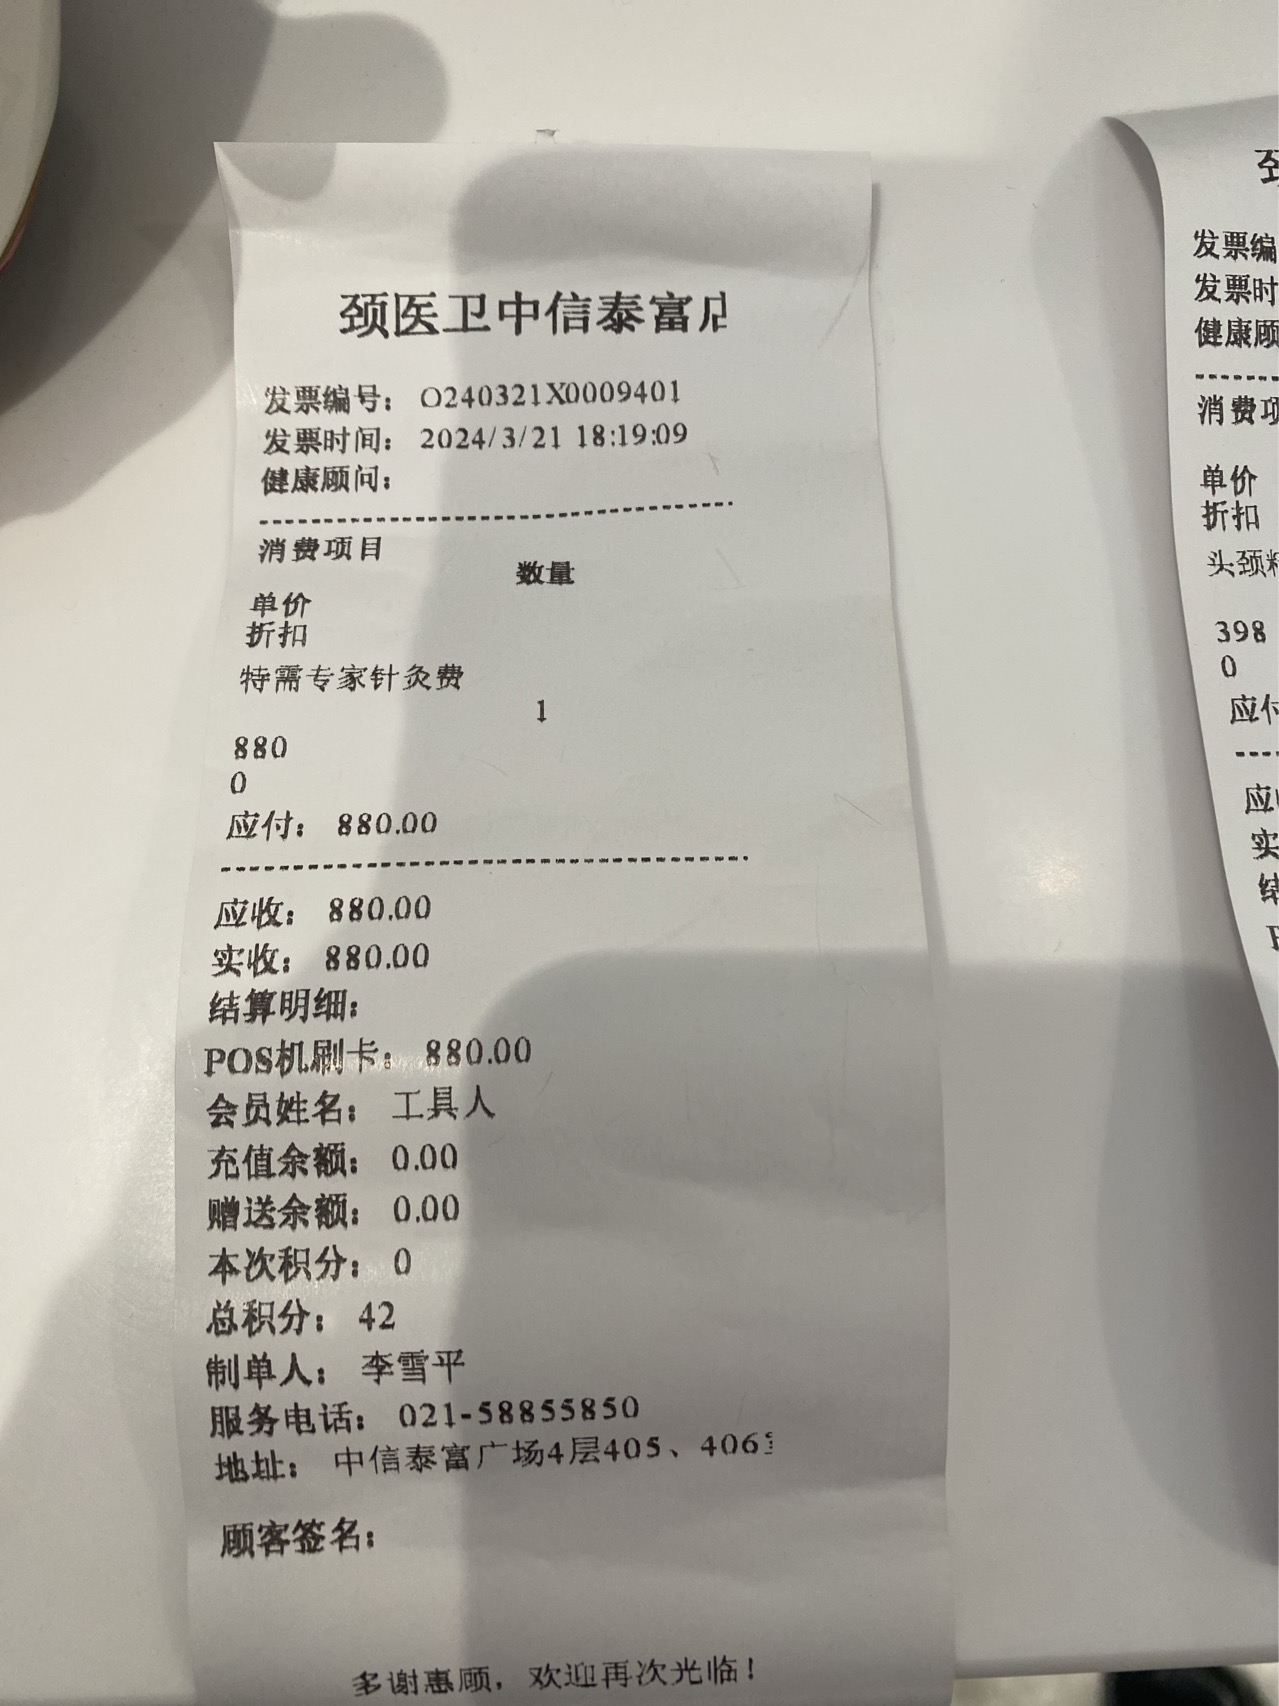 颈医卫中信泰富店
发票编号: O240321X0009401
发票时间: 2024/3/21 18:19:09
健康顾问:
消费项目
数量
单价
折扣
特需专家针灸费
1
880
0
应付: 880.00
应收: 880.00
实收: 880.00
结算明细:
POS机刷卡: 880.00
会员姓名: 工具人
充值余额: 0.00
赠送余额: 0.00
本次积分: 0
总积分: 42
制单人: 李雪平
服务电话: 021-58855850
地址: 中信泰富广场4层405、406
顾客签名:
多谢惠顾, 欢迎再次光临!
发票编
发票时
健康顾
消费项
单价
折扣
头颈
398
0
应付
应
实
结